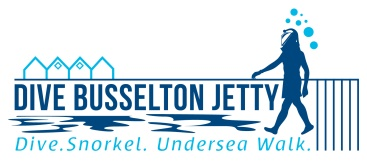 DIVE BUSSELTON JETTY
Dive.Snorkel. Undersea Walk.